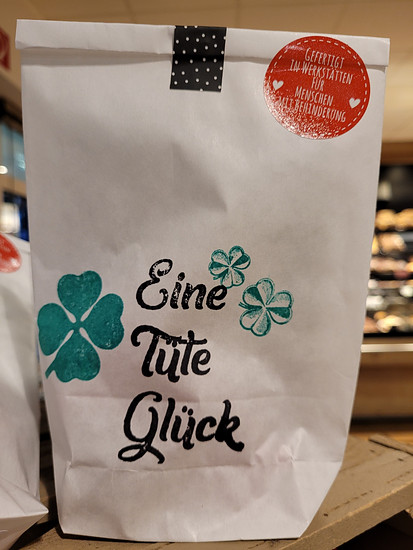 Gefertigt
in Werkstätten
für
Menschen
mit Behinderung
Eine
Tüte
Glück